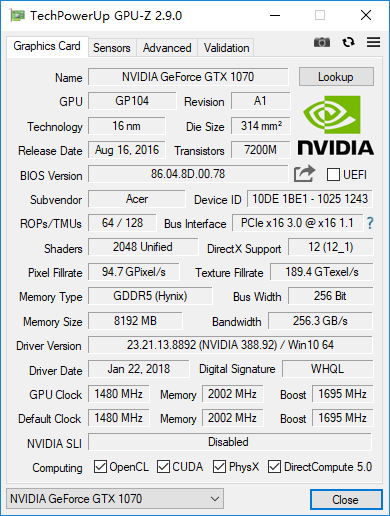 TechPowerUp GPU-Z 2.9.0
Graphics Card Sensors Advanced Validation
Name NVIDIA GeForce GTX 1070 Lookup
GPU GP104 Revision A1
Technology 16 nm Die Size 314 mm²
Release Date Aug 16, 2016 Transistors 7200M
NVIDIA
BIOS Version 86.04.8D.00.78 UEFI
Subvendor Acer Device ID 10DE 1BE1 - 1025 1243
ROPs/TMUs 64 / 128 Bus Interface PCIe x16 3.0 @ x16 1.1 ?
Shaders 2048 Unified DirectX Support 12 (12_1)
Pixel Fillrate 94.7 GPixel/s Texture Fillrate 189.4 GTexel/s
Memory Type GDDR5 (Hynix) Bus Width 256 Bit
Memory Size 8192 MB Bandwidth 256.3 GB/s
Driver Version 23.21.13.8892 (NVIDIA 388.92) / Win10 64
Driver Date Jan 22, 2018 Digital Signature WHQL
GPU Clock 1480 MHz Memory 2002 MHz Boost 1695 MHz
Default Clock 1480 MHz Memory 2002 MHz Boost 1695 MHz
NVIDIA SLI Disabled
Computing OpenCL CUDA PhysX DirectCompute 5.0
NVIDIA GeForce GTX 1070 Close